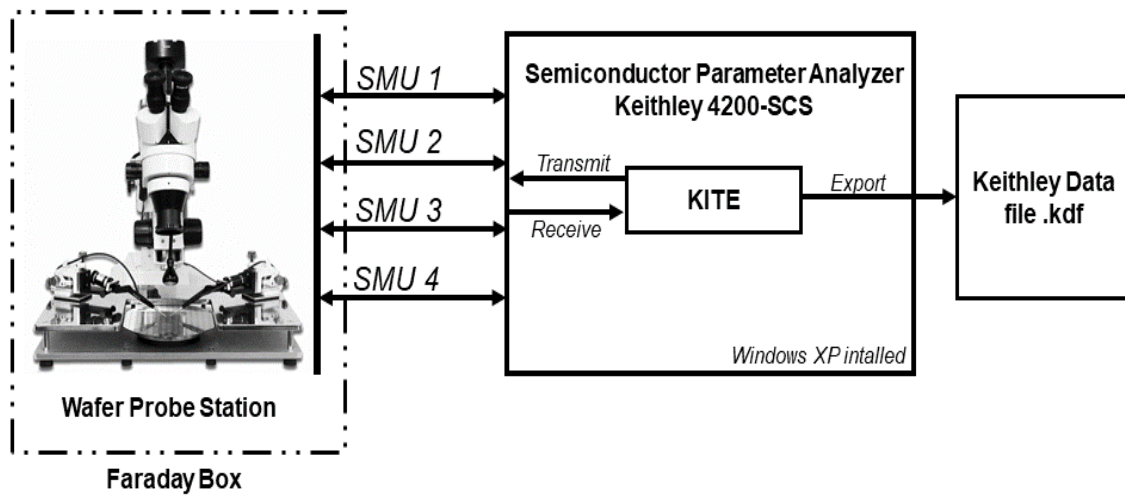 SMU 1
SMU 2
SMU 3
SMU 4
Semiconductor Parameter Analyzer
Keithley 4200-SCS
Transmit
KITE
Receive
Export
Windows XP intalled
Keithley Data
file .kdf
Wafer Probe Station
Faraday Box